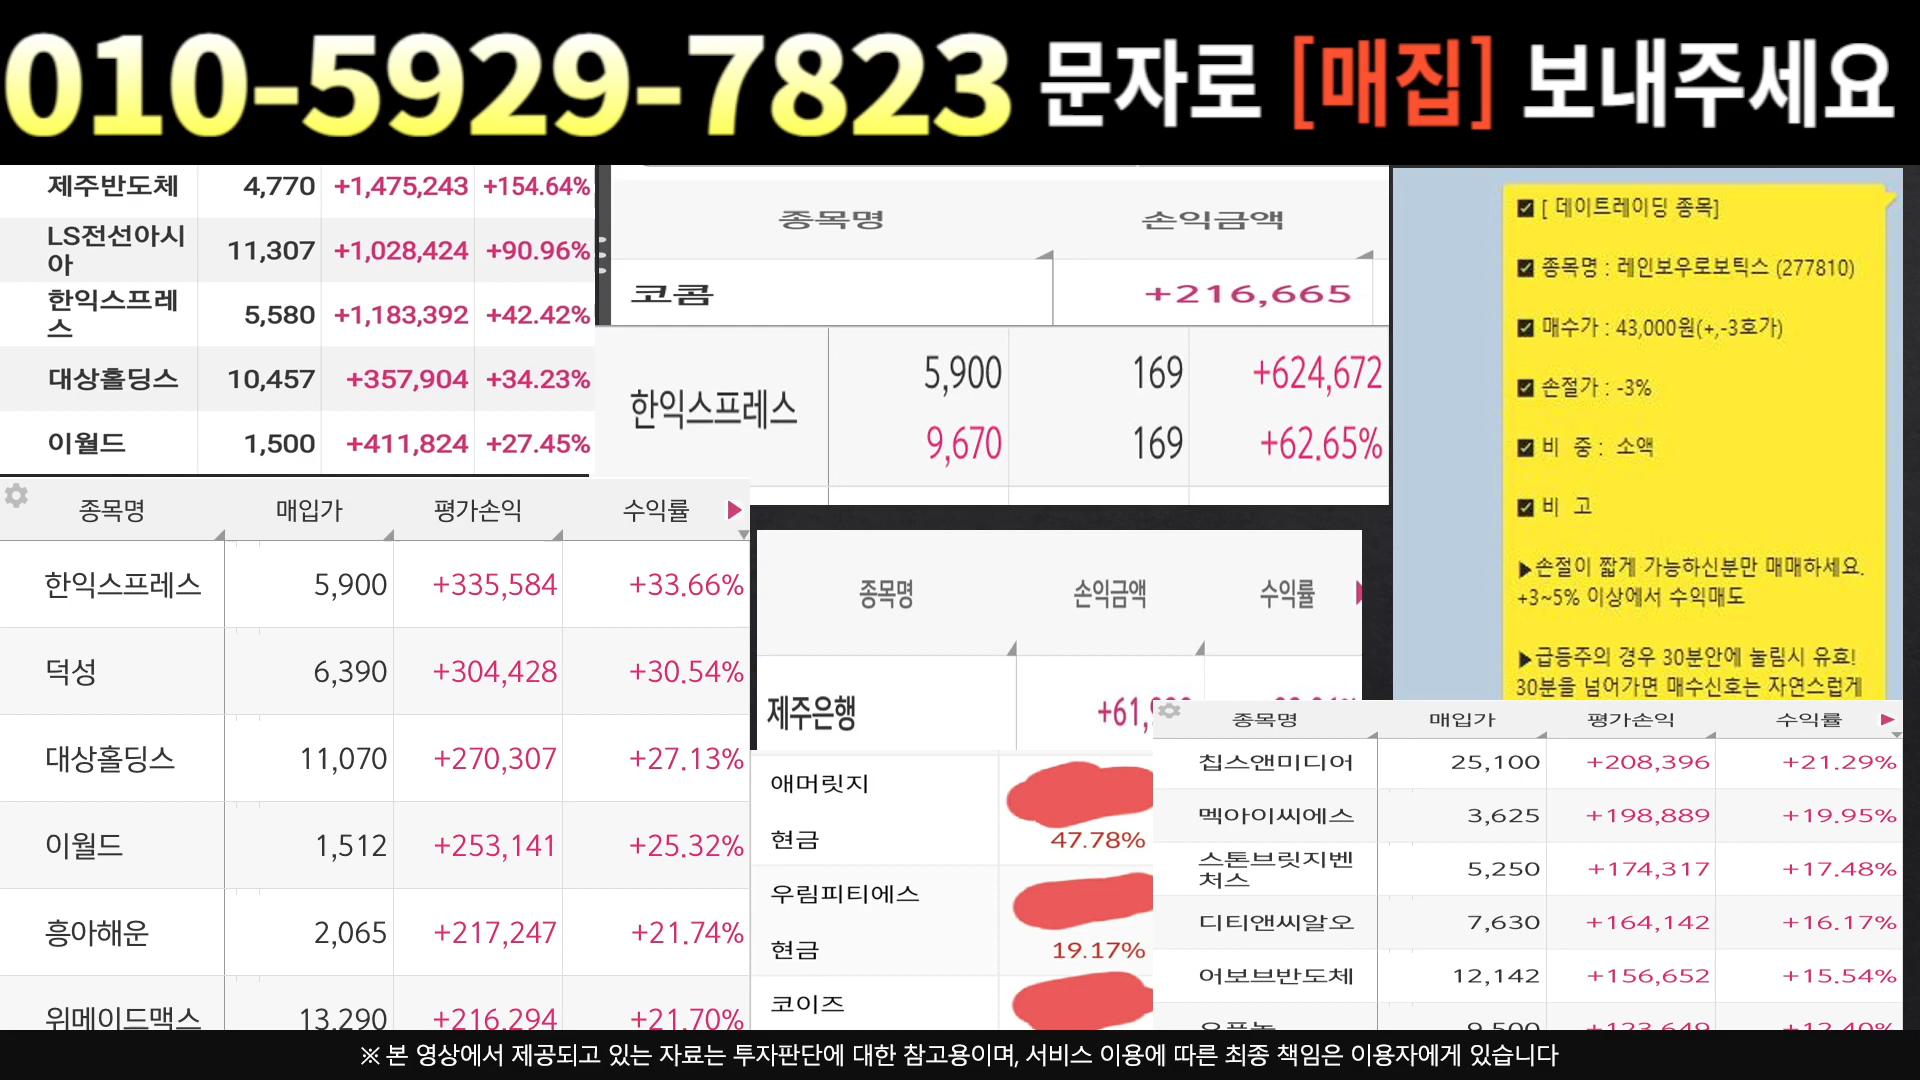 010-5929-7823 문자로 [매집] 보내주세요
제주반도체 4,770 +1,475,243 +154.64%
LS전선아시아 11,307 +1,028,424 +90.96%
한익스프레스 5,580 +1,183,392 +42.42%
대상홀딩스 10,457 +357,904 +34.23%
이월드 1,500 +411,824 +27.45%
종목명 손익금액
코콤 +216,665
한익스프레스 5,900 169 +624,672
9,670 169 +62.65%
☑ [ 데이트레이딩 종목]
☑ 종목명 : 레인보우로보틱스 (277810)
☑ 매수가 : 43,000원(+,-3호가)
☑ 손절가 : -3%
☑ 비 중 : 소액
☑ 비 고
▶손절이 짧게 가능하신분만 매매하세요.
+3~5% 이상에서 수익매도
▶급등주의 경우 30분안에 눌림시 유효!
30분을 넘어가면 매수신호는 자연스럽게
종목명 매입가 평가손익 수익률
한익스프레스 5,900 +335,584 +33.66%
덕성 6,390 +304,428 +30.54%
대상홀딩스 11,070 +270,307 +27.13%
이월드 1,512 +253,141 +25.32%
흥아해운 2,065 +217,247 +21.74%
위메이드맥스 13,290 +216,294 +21.70%
종목명 손익금액 수익률
제주은행
애머릿지
현금 47.78%
우림피티에스
현금 19.17%
코이즈
종목명 매입가 평가손익 수익률
칩스앤미디어 25,100 +208,396 +21.29%
멕아이씨에스 3,625 +198,889 +19.95%
스톤브릿지벤처스 5,250 +174,317 +17.48%
디티앤씨알오 7,630 +164,142 +16.17%
어보브반도체 12,142 +156,652 +15.54%
※ 본 영상에서 제공되고 있는 자료는 투자판단에 대한 참고용이며, 서비스 이용에 따른 최종 책임은 이용자에게 있습니다